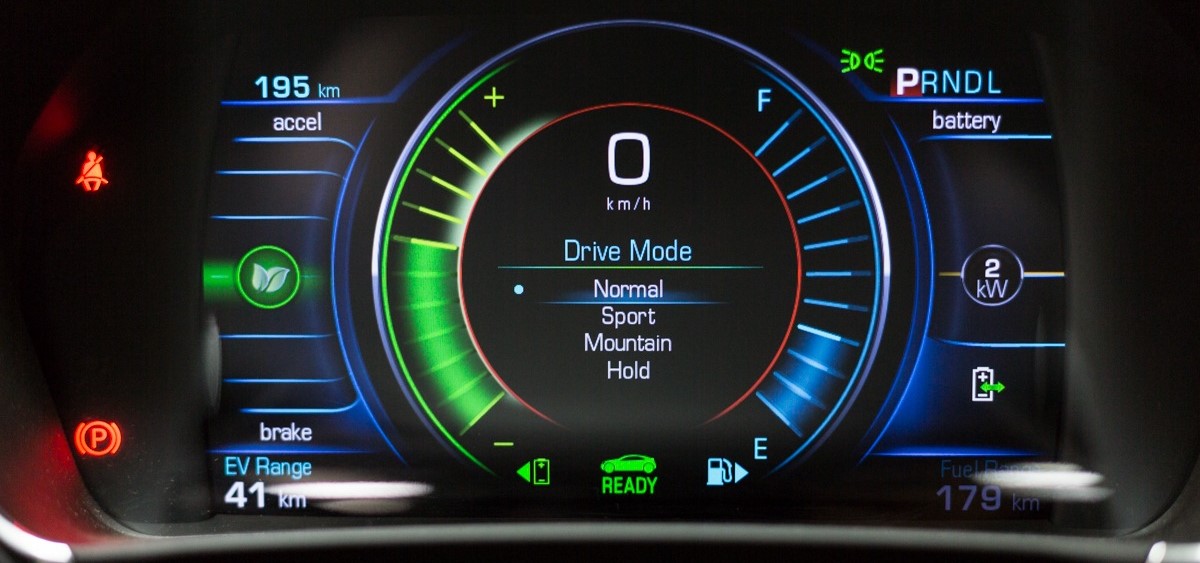 195 km
accel
brake
EV Range
41 km
+
−
0
km/h
Drive Mode
Normal
Sport
Mountain
Hold
READY
F
E
PRNDL
battery
2
kW
Fuel Range
179 km
P